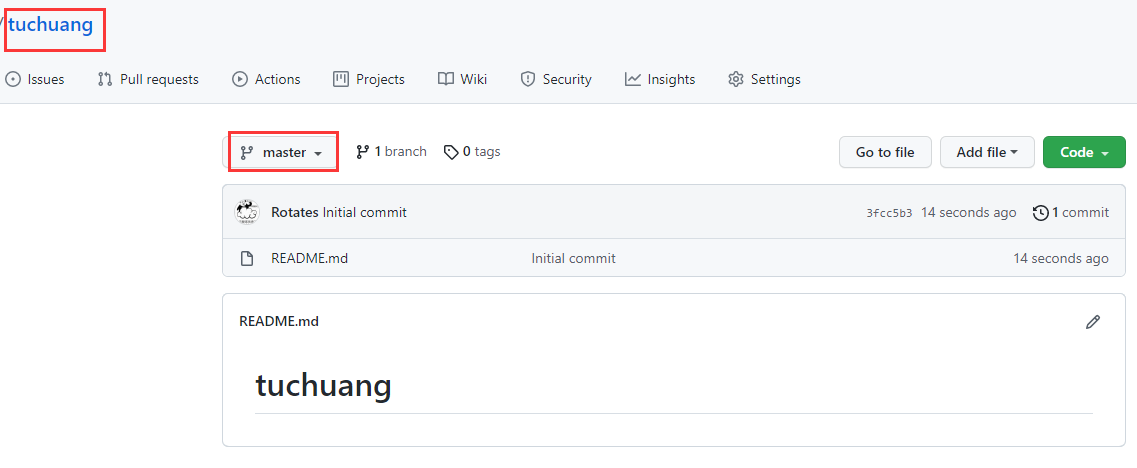 /tuchuang
Issues Pull requests Actions Projects Wiki Security Insights Settings
master 1 branch 0 tags Go to file Add file Code
Rotates Initial commit 3fcc5b3 14 seconds ago 1 commit
README.md Initial commit 14 seconds ago
README.md
tuchuang